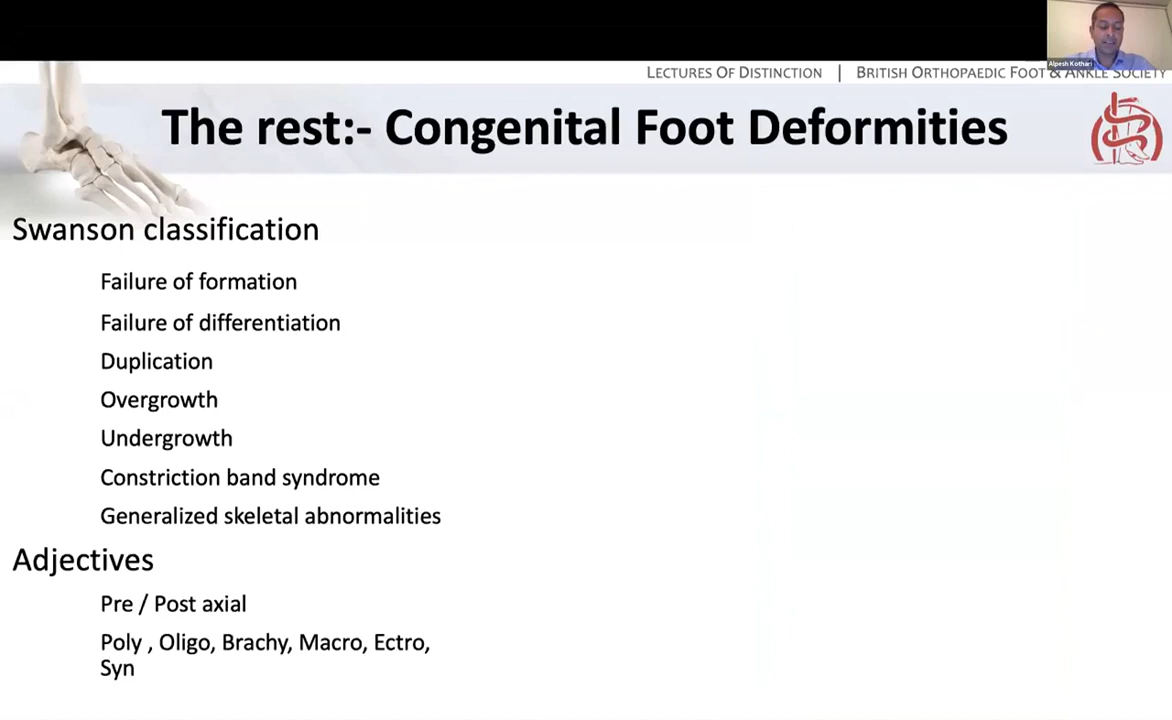 Alpesh Kothari
LECTURES OF DISTINCTION | BRITISH ORTHOPAEDIC FOOT & ANKLE SOCIETY
The rest:- Congenital Foot Deformities
Swanson classification
Failure of formation
Failure of differentiation
Duplication
Overgrowth
Undergrowth
Constriction band syndrome
Generalized skeletal abnormalities
Adjectives
Pre / Post axial
Poly , Oligo, Brachy, Macro, Ectro,
Syn